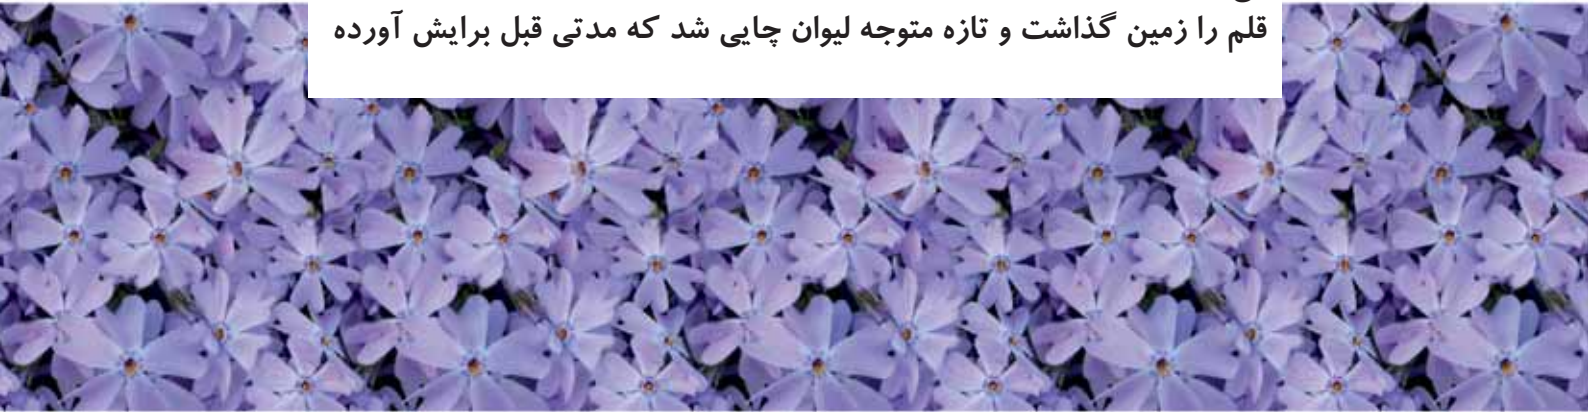 قلم را زمین گذاشت و تازه متوجه لیوان چایی شد که مدتی قبل برایش آورده